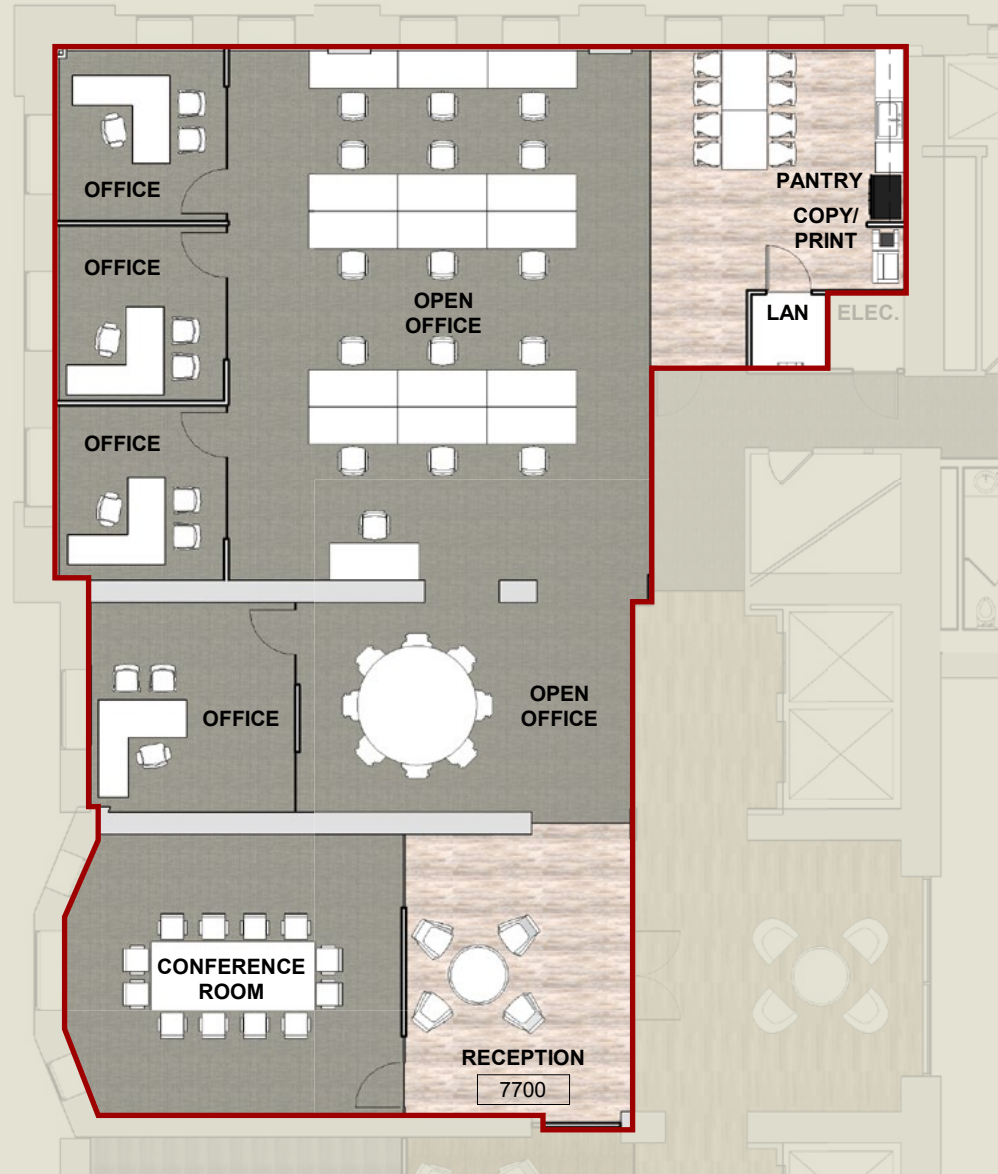 OFFICE
PANTRY
COPY/
PRINT
OFFICE
OPEN
OFFICE
LAN
ELEC.
OFFICE
OFFICE
OPEN
OFFICE
CONFERENCE
ROOM
RECEPTION
7700